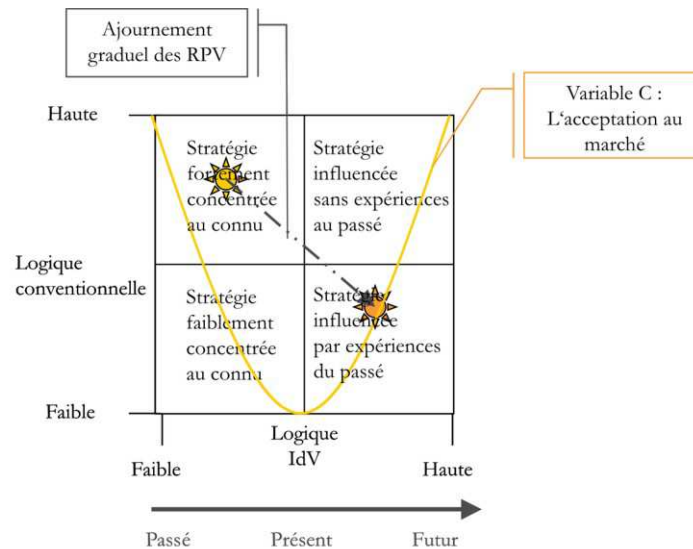 Ajournement
graduel des RPV
Variable C :
L'acceptation au
marché
Haute
Stratégie
fortement
concentrée
au connu
Stratégie
influencée
sans expériences
au passé
Logique
conventionnelle
Stratégie
faiblement
concentrée
au connu
Stratégie
influencée
par expériences
du passé
Faible
Logique
IdV
Faible
Haute
Passé
Présent
Futur